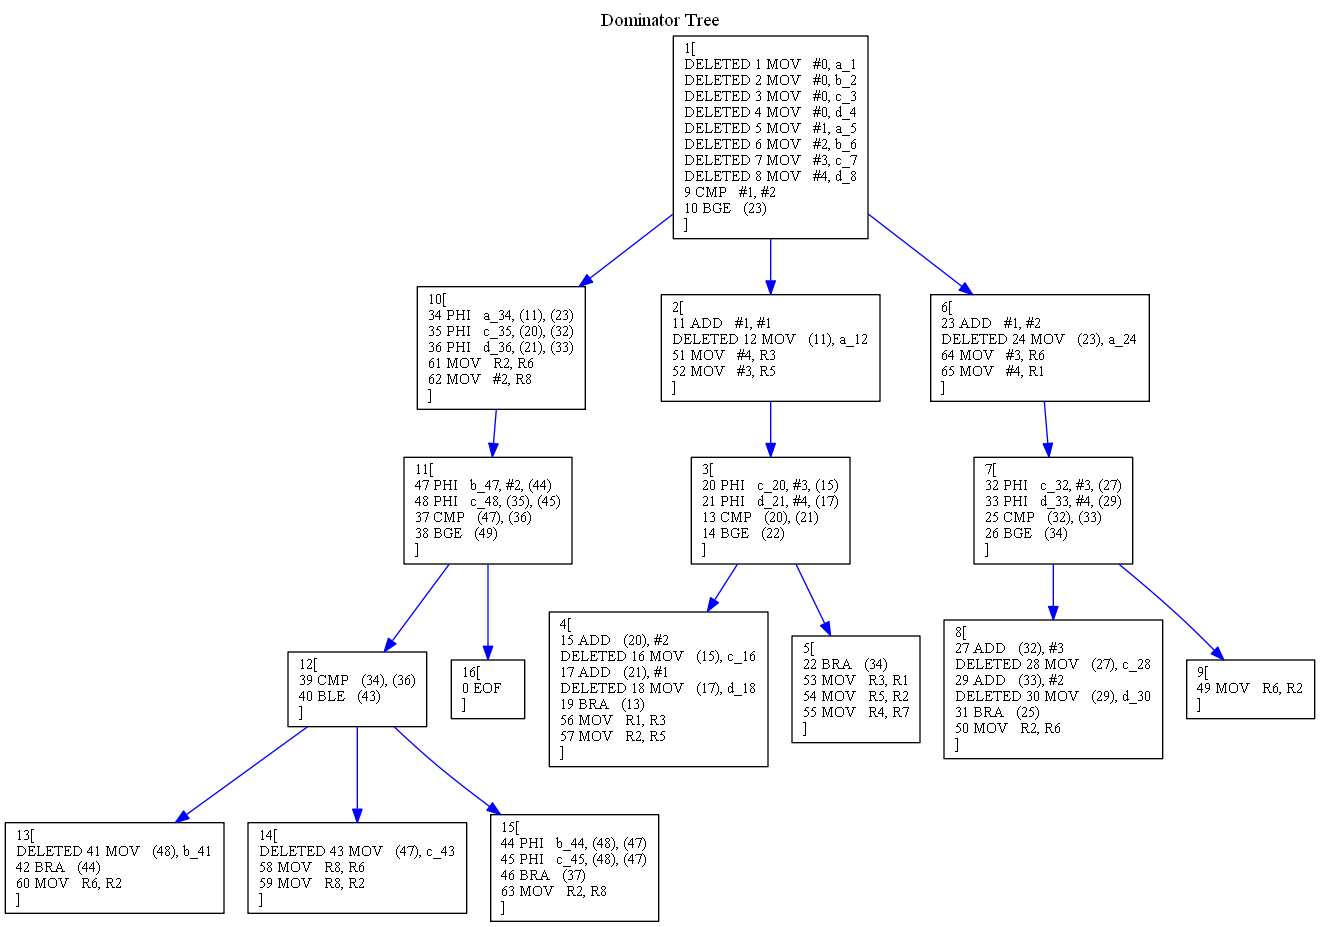 Dominator Tree
1[
DELETED 1 MOV #0, a_1
DELETED 2 MOV #0, b_2
DELETED 3 MOV #0, c_3
DELETED 4 MOV #0, d_4
DELETED 5 MOV #1, a_5
DELETED 6 MOV #2, b_6
DELETED 7 MOV #3, c_7
DELETED 8 MOV #4, d_8
9 CMP #1, #2
10 BGE (23)
]
10[
34 PHI a_34, (11), (23)
35 PHI c_35, (20), (32)
36 PHI d_36, (21), (33)
61 MOV R2, R6
62 MOV #2, R8
]
2[
11 ADD #1, #1
DELETED 12 MOV (11), a_12
51 MOV #4, R3
52 MOV #3, R5
]
6[
23 ADD #1, #2
DELETED 24 MOV (23), a_24
64 MOV #3, R6
65 MOV #4, R1
]
11[
47 PHI b_47, #2, (44)
48 PHI c_48, (35), (45)
37 CMP (47), (36)
38 BGE (49)
]
3[
20 PHI c_20, #3, (15)
21 PHI d_21, #4, (17)
13 CMP (20), (21)
14 BGE (22)
]
7[
32 PHI c_32, #3, (27)
33 PHI d_33, #4, (29)
25 CMP (32), (33)
26 BGE (34)
]
12[
39 CMP (34), (36)
40 BLE (43)
]
16[
0 EOF
]
4[
15 ADD (20), #2
DELETED 16 MOV (15), c_16
17 ADD (21), #1
DELETED 18 MOV (17), d_18
19 BRA (13)
56 MOV R1, R3
57 MOV R2, R5
]
5[
22 BRA (34)
53 MOV R3, R1
54 MOV R5, R2
55 MOV R4, R7
]
8[
27 ADD (32), #3
DELETED 28 MOV (27), c_28
29 ADD (33), #2
DELETED 30 MOV (29), d_30
31 BRA (25)
50 MOV R2, R6
]
9[
49 MOV R6, R2
]
13[
DELETED 41 MOV (48), b_41
42 BRA (44)
60 MOV R6, R2
]
14[
DELETED 43 MOV (47), c_43
58 MOV R8, R6
59 MOV R8, R2
]
15[
44 PHI b_44, (48), (47)
45 PHI c_45, (48), (47)
46 BRA (37)
63 MOV R2, R8
]